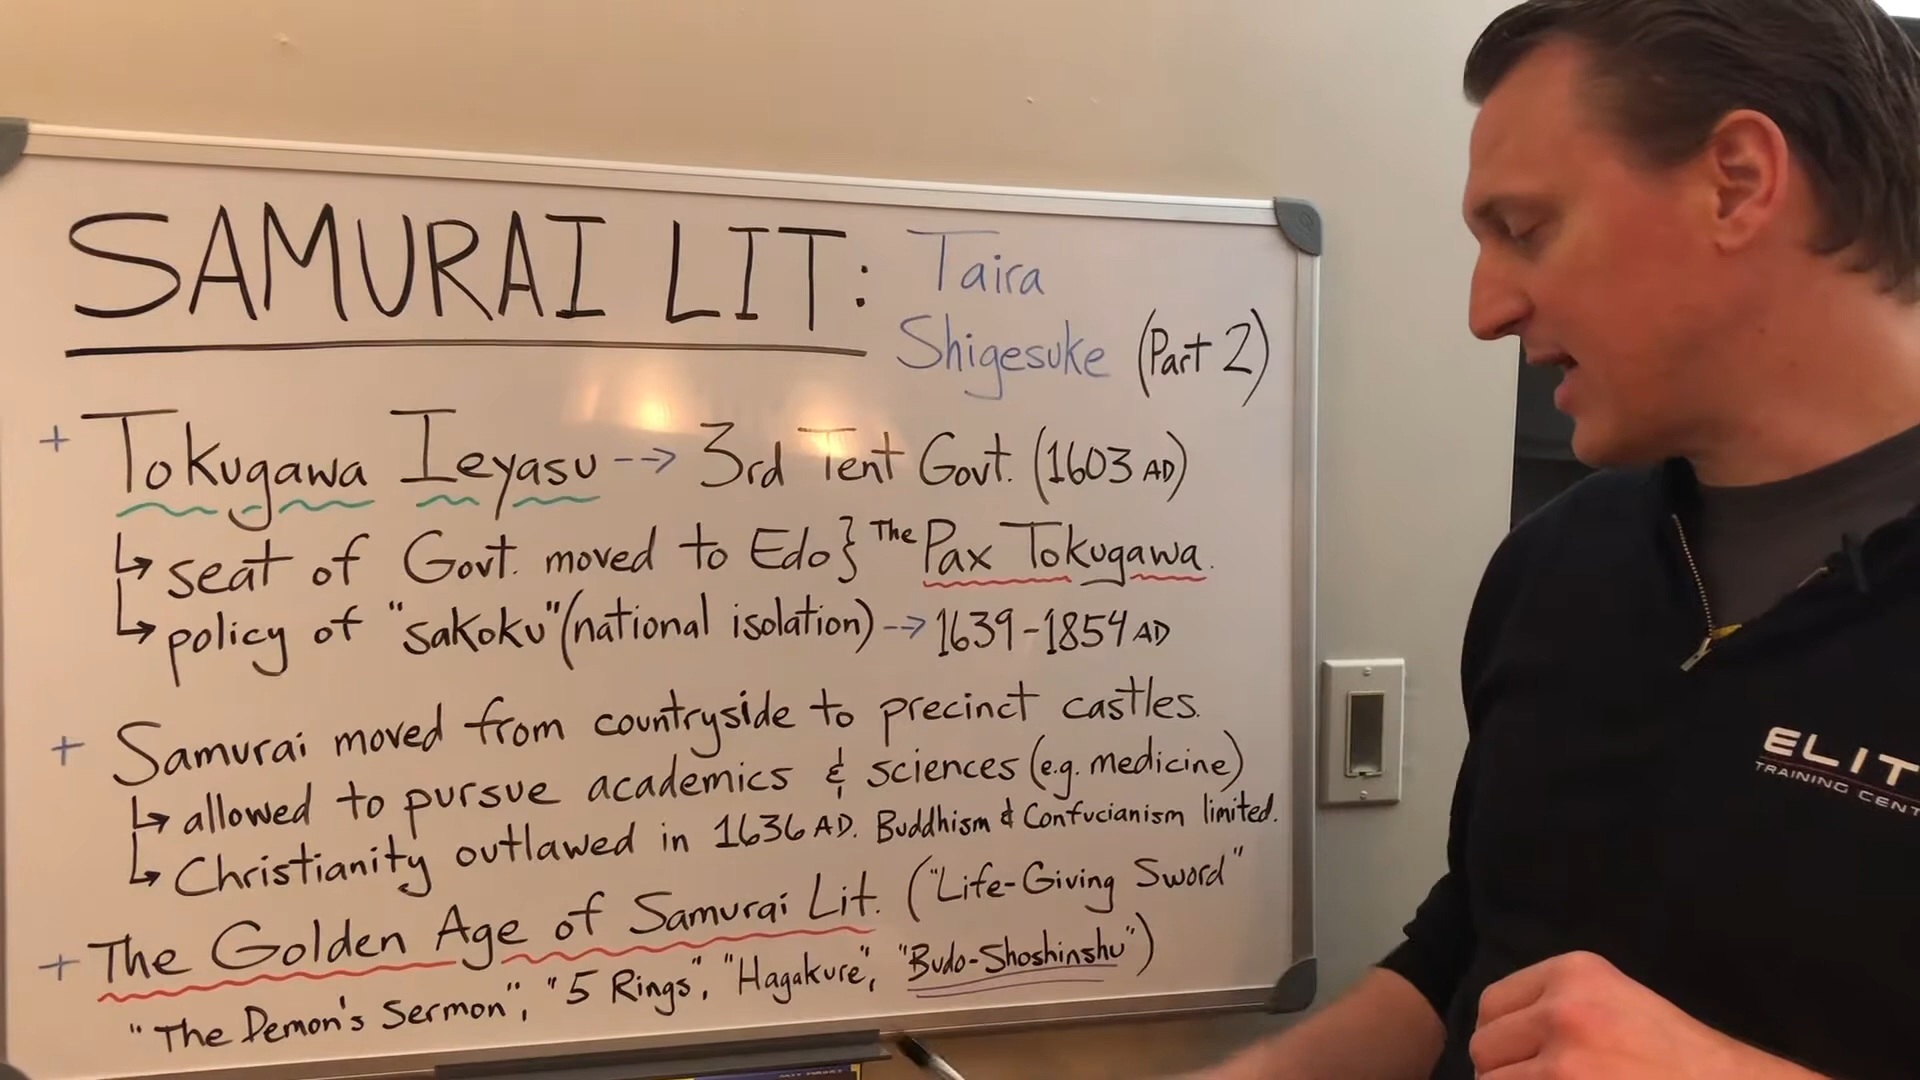 SAMURAI LIT: Taira
Shigesuke (Part 2)
+ Tokugawa Ieyasu --> 3rd Tent Govt. (1603 AD)
↳ seat of Govt. moved to Edo} The Pax Tokugawa.
↳ policy of "sakoku" (national isolation) --> 1639-1854 AD
+ Samurai moved from countryside to precinct castles.
↳ allowed to pursue academics & sciences (e.g. medicine)
↳ Christianity outlawed in 1636 AD. Buddhism & Confucianism limited.
+ The Golden Age of Samurai Lit. ("Life-Giving Sword"
"The Demon's Sermon", "5 Rings", "Hagakure", "Budo-Shoshinshu")
ELIT
TRAINING CENT